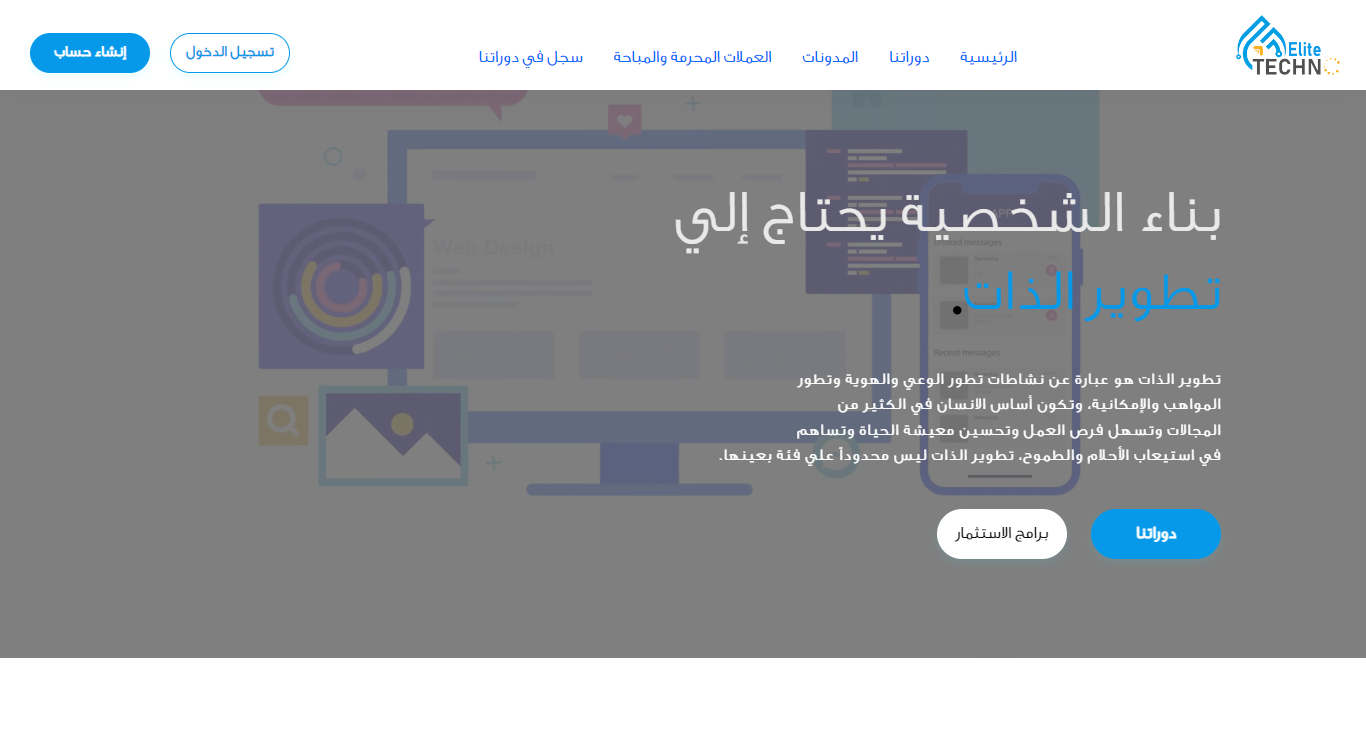 Elite
TECHN
الرئيسية
دوراتنا
المدونات
العملات المحرمة والمباحة
سجل في دوراتنا
تسجيل الدخول
إنشاء حساب
بناء الشخصية يحتاج إلي
تطوير الذات.
تطوير الذات هو عبارة عن نشاطات تطور الوعي والهوية وتطور
المواهب والإمكانية، وتكون أساس الانسان في الكثير من
المجالات وتسهل فرص العمل وتحسين معيشة الحياة وتساهم
في استيعاب الأحلام والطموح، تطوير الذات ليس محدوداً علي فئة بعينها.
دوراتنا
برامج الاستثمار
Web Design
APP
Unread messages
Recent messages